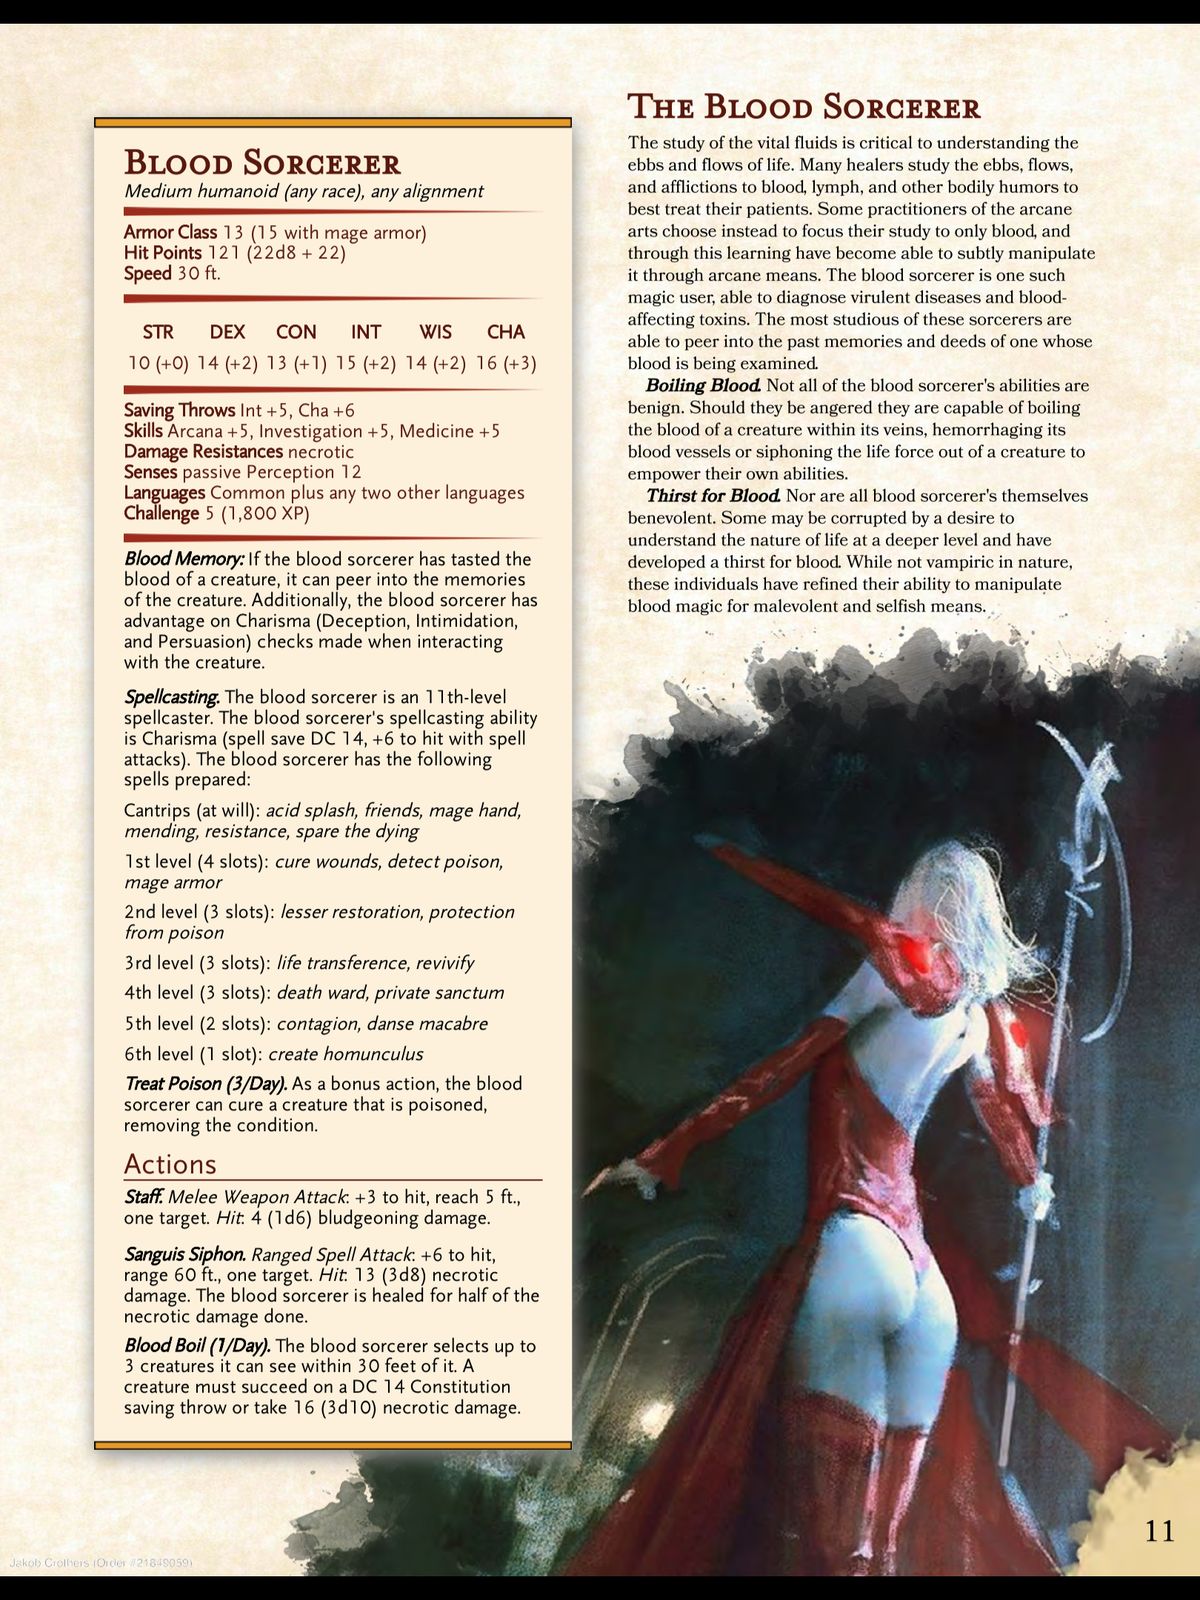 Blood Sorcerer
Medium humanoid (any race), any alignment
Armor Class 13 (15 with mage armor)
Hit Points 121 (22d8 + 22)
Speed 30 ft.
STR DEX CON INT WIS CHA
10 (+0) 14 (+2) 13 (+1) 15 (+2) 14 (+2) 16 (+3)
Saving Throws Int +5, Cha +6
Skills Arcana +5, Investigation +5, Medicine +5
Damage Resistances necrotic
Senses passive Perception 12
Languages Common plus any two other languages
Challenge 5 (1,800 XP)
Blood Memory: If the blood sorcerer has tasted the
blood of a creature, it can peer into the memories
of the creature. Additionally, the blood sorcerer has
advantage on Charisma (Deception, Intimidation,
and Persuasion) checks made when interacting
with the creature.
Spellcasting. The blood sorcerer is an 11th-level
spellcaster. The blood sorcerer's spellcasting ability
is Charisma (spell save DC 14, +6 to hit with spell
attacks). The blood sorcerer has the following
spells prepared:
Cantrips (at will): acid splash, friends, mage hand,
mending, resistance, spare the dying
1st level (4 slots): cure wounds, detect poison,
mage armor
2nd level (3 slots): lesser restoration, protection
from poison
3rd level (3 slots): life transference, revivify
4th level (3 slots): death ward, private sanctum
5th level (2 slots): contagion, danse macabre
6th level (1 slot): create homunculus
Treat Poison (3/Day). As a bonus action, the blood
sorcerer can cure a creature that is poisoned,
removing the condition.
Actions
Staff. Melee Weapon Attack: +3 to hit, reach 5 ft.,
one target. Hit: 4 (1d6) bludgeoning damage.
Sanguis Siphon. Ranged Spell Attack: +6 to hit,
range 60 ft., one target. Hit: 13 (3d8) necrotic
damage. The blood sorcerer is healed for half of the
necrotic damage done.
Blood Boil (1/Day). The blood sorcerer selects up to
3 creatures it can see within 30 feet of it. A
creature must succeed on a DC 14 Constitution
saving throw or take 16 (3d10) necrotic damage.
The Blood Sorcerer
The study of the vital fluids is critical to understanding the
ebbs and flows of life. Many healers study the ebbs, flows,
and afflictions to blood, lymph, and other bodily humors to
best treat their patients. Some practitioners of the arcane
arts choose instead to focus their study to only blood, and
through this learning have become able to subtly manipulate
it through arcane means. The blood sorcerer is one such
magic user, able to diagnose virulent diseases and blood-
affecting toxins. The most studious of these sorcerers are
able to peer into the past memories and deeds of one whose
blood is being examined.
Boiling Blood. Not all of the blood sorcerer's abilities are
benign. Should they be angered they are capable of boiling
the blood of a creature within its veins, hemorrhaging its
blood vessels or siphoning the life force out of a creature to
empower their own abilities.
Thirst for Blood. Nor are all blood sorcerer's themselves
benevolent. Some may be corrupted by a desire to
understand the nature of life at a deeper level and have
developed a thirst for blood. While not vampiric in nature,
these individuals have refined their ability to manipulate
blood magic for malevolent and selfish means.
11
Jakob Crothers (Order #21849059)